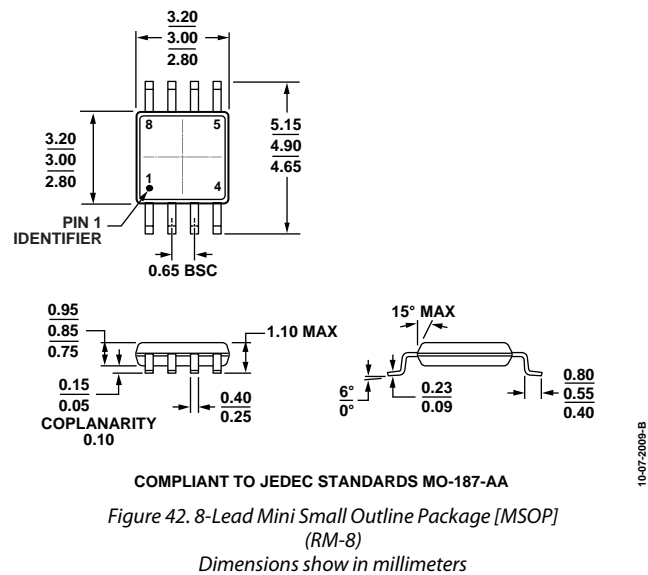 3.20
3.00
2.80
8
5
1
4
3.20
3.00
2.80
5.15
4.90
4.65
PIN 1
IDENTIFIER
0.65 BSC
0.95
0.85
0.75
1.10 MAX
0.15
0.05
COPLANARITY
0.10
0.40
0.25
15° MAX
6°
0°
0.23
0.09
0.80
0.55
0.40
COMPLIANT TO JEDEC STANDARDS MO-187-AA
10-07-2009-B
Figure 42. 8-Lead Mini Small Outline Package [MSOP]
(RM-8)
Dimensions show in millimeters